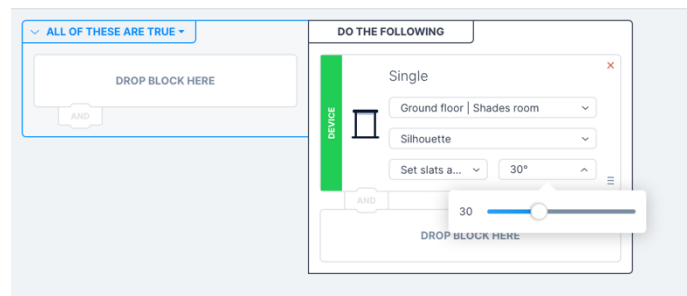 ALL OF THESE ARE TRUE
DO THE FOLLOWING
DROP BLOCK HERE
AND
DEVICE
Single
Ground floor | Shades room
Silhouette
Set slats a...
30°
AND
30
DROP BLOCK HERE